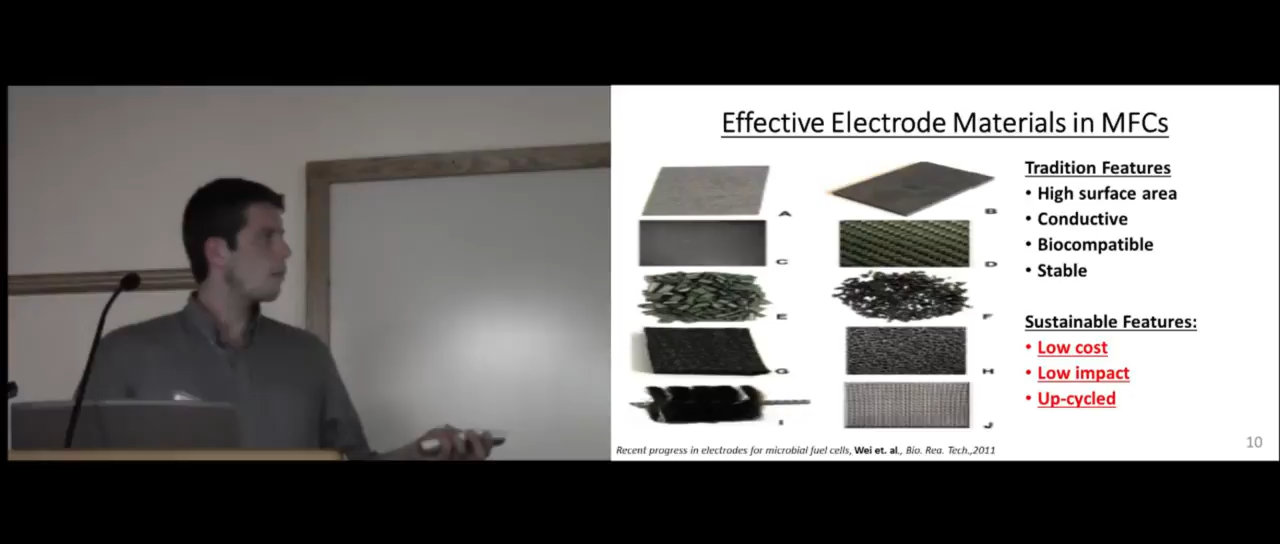 Effective Electrode Materials in MFCs
A
B
C
D
E
F
G
H
I
J
Tradition Features
• High surface area
• Conductive
• Biocompatible
• Stable
Sustainable Features:
• Low cost
• Low impact
• Up-cycled
Recent progress in electrodes for microbial fuel cells, Wei et. al., Bio. Rea. Tech.,2011
10